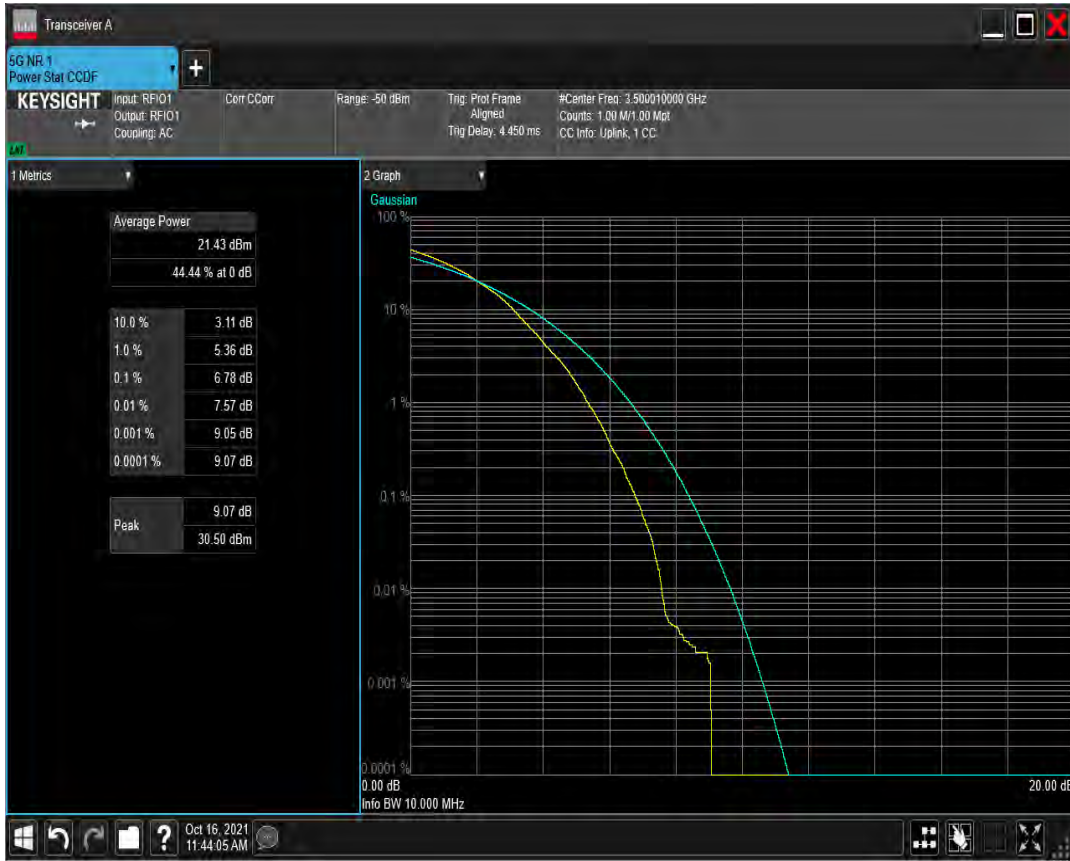 Transceiver A
5G NR 1
Power Stat CCDF
+
KEYSIGHT
Input: RFIO1
Output: RFIO1
Coupling: AC
Corr CCorr
Range: -50 dBm
Trig: Prot Frame
Aligned
Trig Delay: 4.450 ms
#Center Freq: 3.500010000 GHz
Counts: 1.00 M/1.00 Mpt
CC Info: Uplink, 1 CC
LNT
1 Metrics
Average Power
21.43 dBm
44.44 % at 0 dB
10.0 % 3.11 dB
1.0 % 5.36 dB
0.1 % 6.78 dB
0.01 % 7.57 dB
0.001 % 9.05 dB
0.0001 % 9.07 dB
Peak
9.07 dB
30.50 dBm
2 Graph
Gaussian
100 %
10 %
1 %
0.1 %
0.01 %
0.001 %
0.0001 %
0.00 dB 20.00 dB
Info BW 10.000 MHz
?
Oct 16, 2021
11:44:05 AM